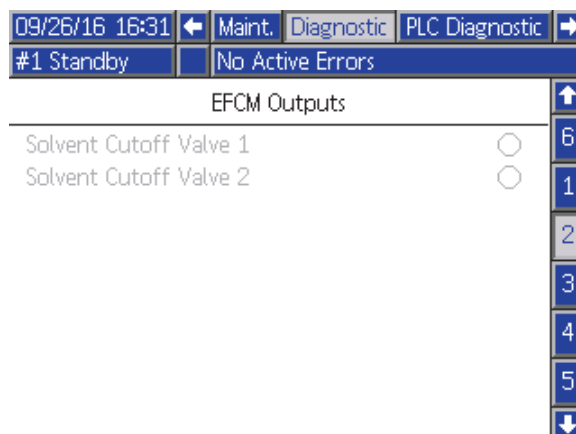 09/26/16 16:31 Maint. Diagnostic PLC Diagnostic
#1 Standby No Active Errors
EFCM Outputs
Solvent Cutoff Valve 1
Solvent Cutoff Valve 2
6
1
2
3
4
5